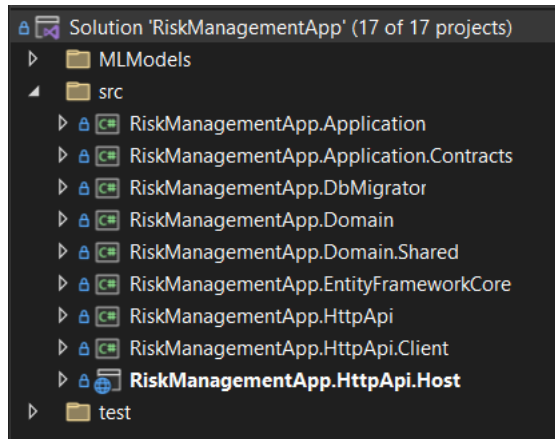 Solution 'RiskManagementApp' (17 of 17 projects)
MLModels
src
C# RiskManagementApp.Application
C# RiskManagementApp.Application.Contracts
C# RiskManagementApp.DbMigrator
C# RiskManagementApp.Domain
C# RiskManagementApp.Domain.Shared
C# RiskManagementApp.EntityFrameworkCore
C# RiskManagementApp.HttpApi
C# RiskManagementApp.HttpApi.Client
RiskManagementApp.HttpApi.Host
test